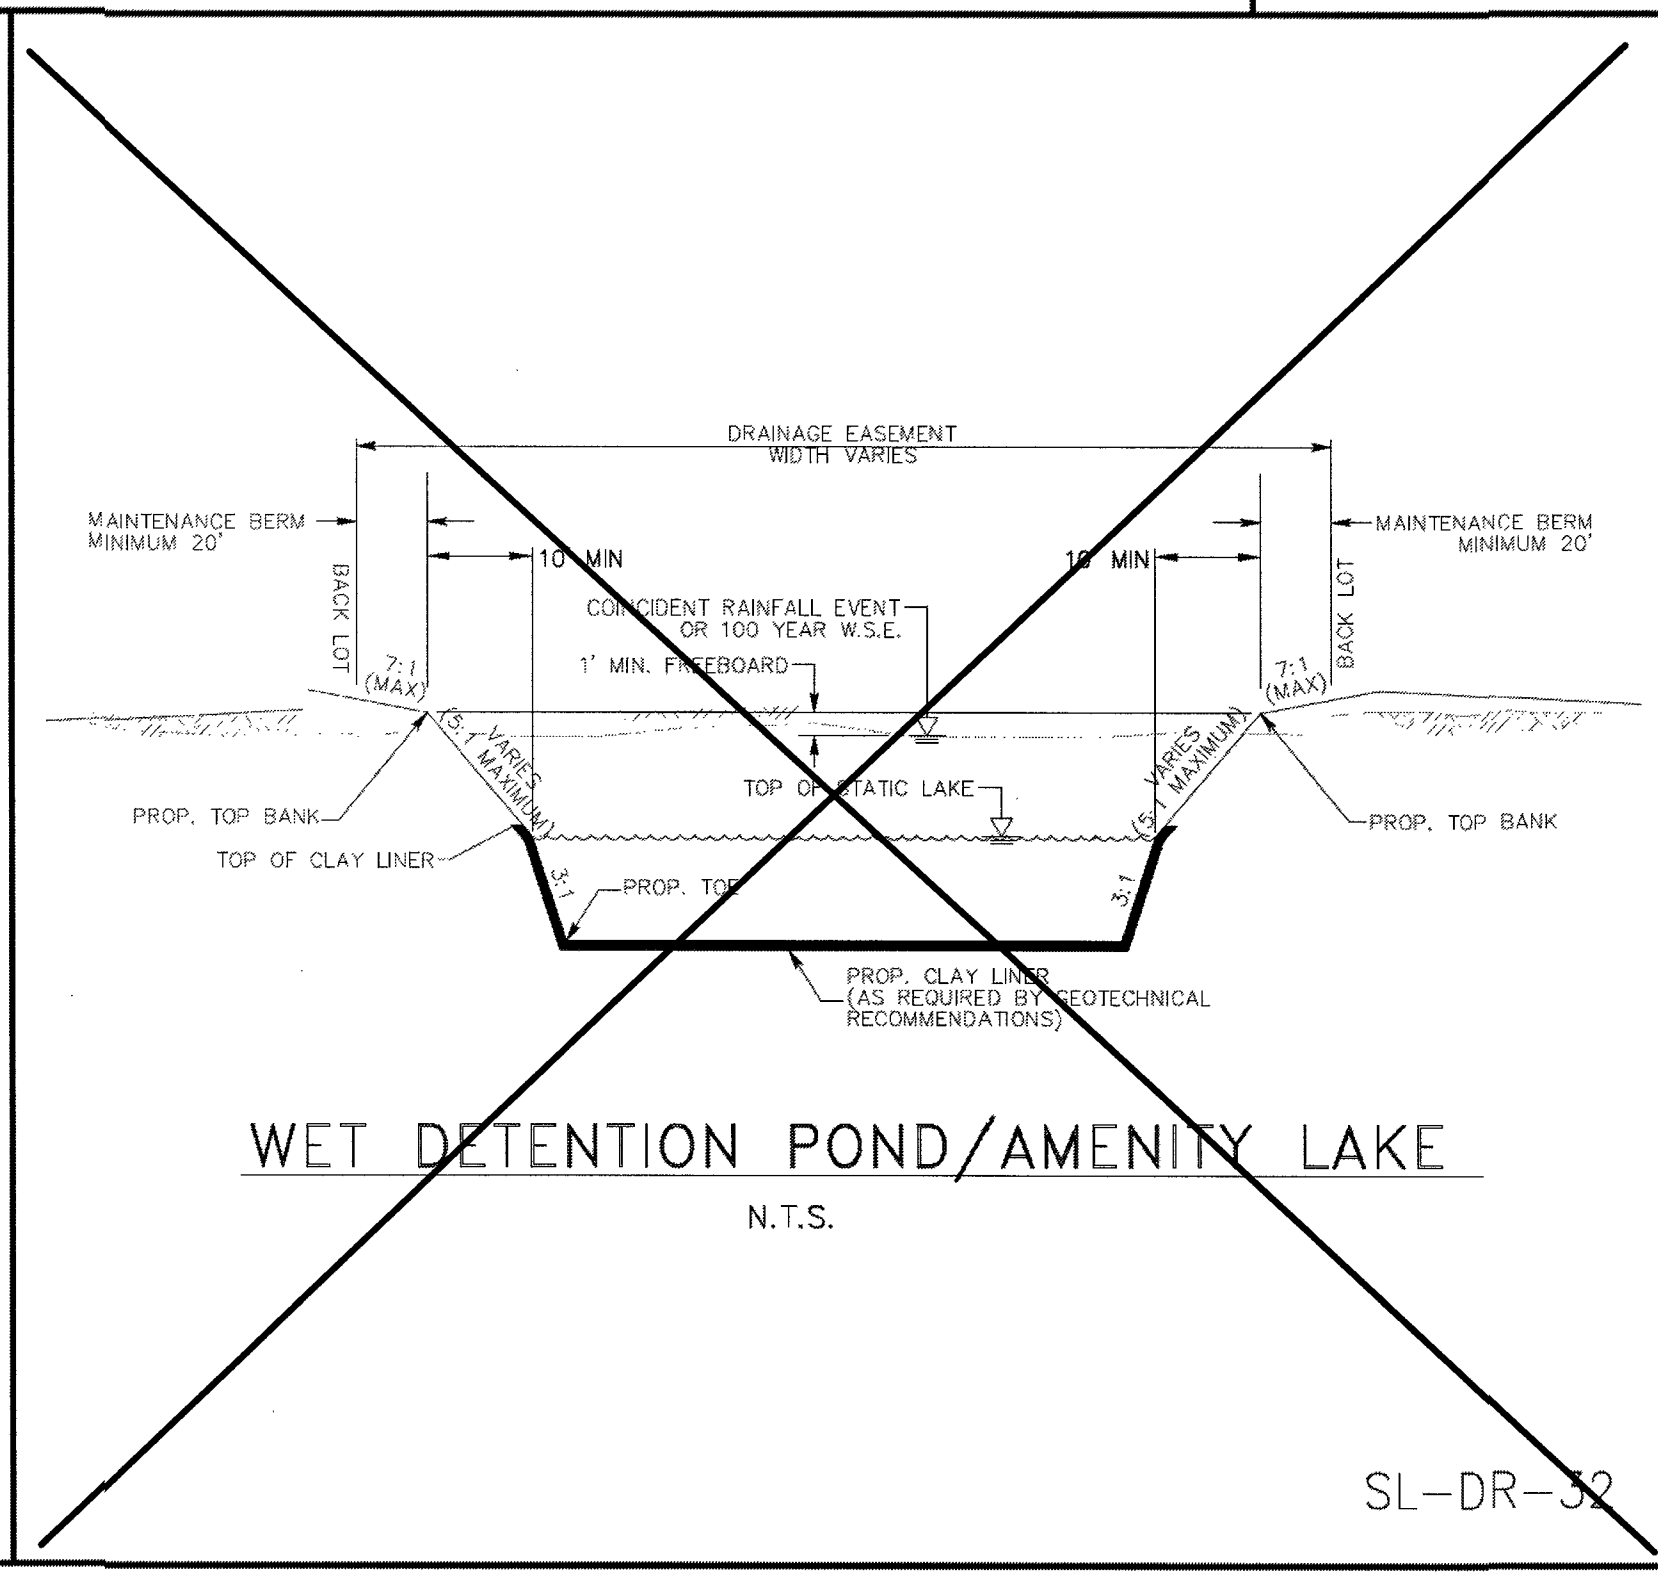 DRAINAGE EASEMENT
WIDTH VARIES
MAINTENANCE BERM
MINIMUM 20'
MAINTENANCE BERM
MINIMUM 20'
10' MIN
10' MIN
BACK LOT
BACK LOT
COINCIDENT RAINFALL EVENT
OR 100 YEAR W.S.E.
1' MIN. FREEBOARD
7:1
(MAX)
7:1
(MAX)
VARIES
(5:1 MAXIMUM)
VARIES
(5:1 MAXIMUM)
TOP OF STATIC LAKE
PROP. TOP BANK
PROP. TOP BANK
TOP OF CLAY LINER
3:1
3:1
PROP. TOE
PROP. CLAY LINER
(AS REQUIRED BY GEOTECHNICAL
RECOMMENDATIONS)
WET DETENTION POND/AMENITY LAKE
N.T.S.
SL-DR-32